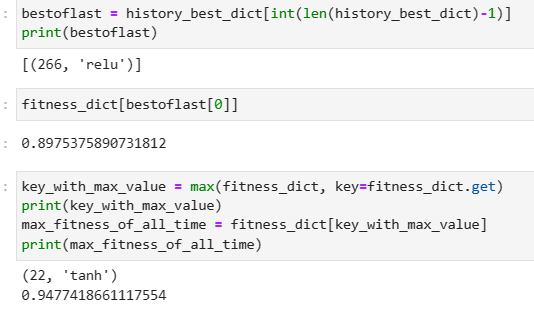 : bestoflast = history_best_dict[int(len(history_best_dict)-1)]
print(bestoflast)
[(266, 'relu')]
: fitness_dict[bestoflast[0]]
: 0.8975375890731812
: key_with_max_value = max(fitness_dict, key=fitness_dict.get)
print(key_with_max_value)
max_fitness_of_all_time = fitness_dict[key_with_max_value]
print(max_fitness_of_all_time)
(22, 'tanh')
0.9477418661117554